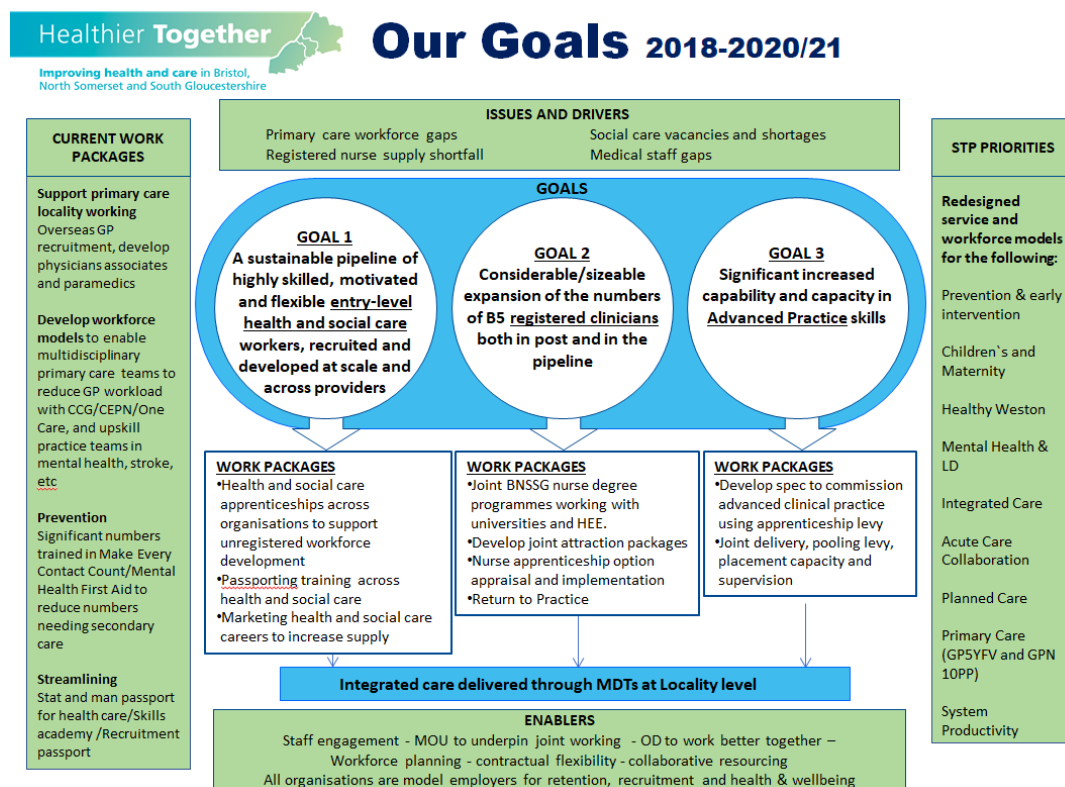 Healthier Together
Improving health and care in Bristol,
North Somerset and South Gloucestershire
Our Goals 2018-2020/21
ISSUES AND DRIVERS
Primary care workforce gaps
Social care vacancies and shortages
Registered nurse supply shortfall
Medical staff gaps
CURRENT WORK
PACKAGES
Support primary care
locality working
Overseas GP
recruitment, develop
physicians associates
and paramedics
Develop workforce
models to enable
multidisciplinary
primary care teams to
reduce GP workload
with CCG/CEPN/One
Care, and upskill
practice teams in
mental health, stroke,
etc
Prevention
Significant numbers
trained in Make Every
Contact Count/Mental
Health First Aid to
reduce numbers
needing secondary
care
Streamlining
Stat and man passport
for health care/Skills
academy /Recruitment
passport
GOALS
GOAL 1
A sustainable pipeline of
highly skilled, motivated
and flexible entry-level
health and social care
workers, recruited and
developed at scale and
across providers
GOAL 2
Considerable/sizeable
expansion of the numbers
of B5 registered clinicians
both in post and in the
pipeline
GOAL 3
Significant increased
capability and capacity in
Advanced Practice skills
WORK PACKAGES
•Health and social care
apprenticeships across
organisations to support
unregistered workforce
development
•Passporting training across
health and social care
•Marketing health and social care
careers to increase supply
WORK PACKAGES
•Joint BNSSG nurse degree
programmes working with
universities and HEE.
•Develop joint attraction packages
•Nurse apprenticeship option
appraisal and implementation
•Return to Practice
WORK PACKAGES
•Develop spec to commission
advanced clinical practice
using apprenticeship levy
•Joint delivery, pooling levy,
placement capacity and
supervision
Integrated care delivered through MDTs at Locality level
ENABLERS
Staff engagement - MOU to underpin joint working - OD to work better together –
Workforce planning - contractual flexibility - collaborative resourcing
All organisations are model employers for retention, recruitment and health & wellbeing
STP PRIORITIES
Redesigned
service and
workforce models
for the following:
Prevention & early
intervention
Children`s and
Maternity
Healthy Weston
Mental Health &
LD
Integrated Care
Acute Care
Collaboration
Planned Care
Primary Care
(GP5YFV and GPN
10PP)
System
Productivity